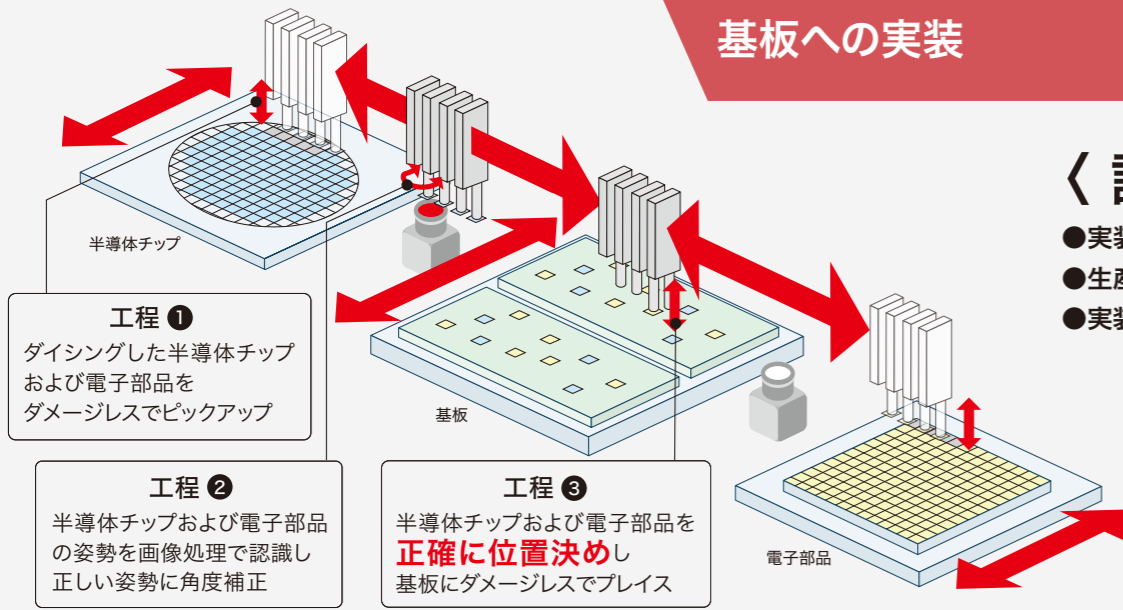 基板への実装
〈
●実装
●生産
●実装
半導体チップ
工程 ❶
ダイシングした半導体チップ
および電子部品を
ダメージレスでピックアップ
基板
工程 ❷
半導体チップおよび電子部品
の姿勢を画像処理で認識し
正しい姿勢に角度補正
工程 ❸
半導体チップおよび電子部品を
正確に位置決めし
基板にダメージレスでプレイス
電子部品